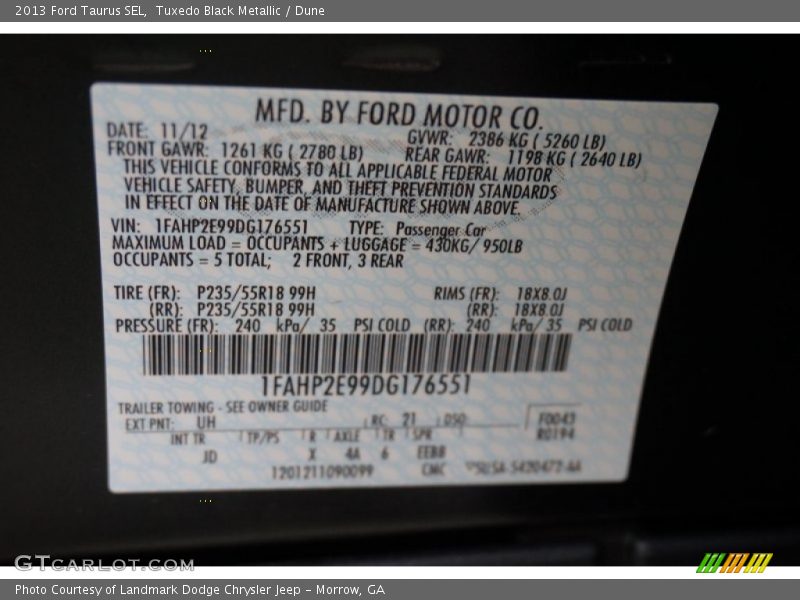 2013 Ford Taurus SEL,  Tuxedo Black Metallic / Dune
MFD. BY FORD MOTOR CO.
DATE: 11/12   GVWR: 2386 KG ( 5260 LB)
FRONT GAWR: 1261 KG ( 2780 LB)   REAR GAWR: 1198 KG ( 2640 LB)
THIS VEHICLE CONFORMS TO ALL APPLICABLE FEDERAL MOTOR
VEHICLE SAFETY, BUMPER, AND THEFT PREVENTION STANDARDS
IN EFFECT ON THE DATE OF MANUFACTURE SHOWN ABOVE.
VIN: 1FAHP2E99DG176551   TYPE: Passenger Car
MAXIMUM LOAD = OCCUPANTS + LUGGAGE = 430KG/ 950LB
OCCUPANTS = 5 TOTAL;   2 FRONT, 3 REAR
TIRE (FR): P235/55R18 99H   RIMS (FR): 18X8.0J
(RR): P235/55R18 99H   (RR): 18X8.0J
PRESSURE (FR): 240 kPa/ 35 PSI COLD (RR): 240 kPa/ 35 PSI COLD
1FAHP2E99DG176551
TRAILER TOWING - SEE OWNER GUIDE
EXT PNT: UH   RC: 21   DSO   F0043
INT TR   TP/PS   R   AXLE   TR   SPR   R0194
JD   X   4A   6   EE88
1201211090099   CMC
GTCARLOT.COM
Photo Courtesy of Landmark Dodge Chrysler Jeep - Morrow, GA